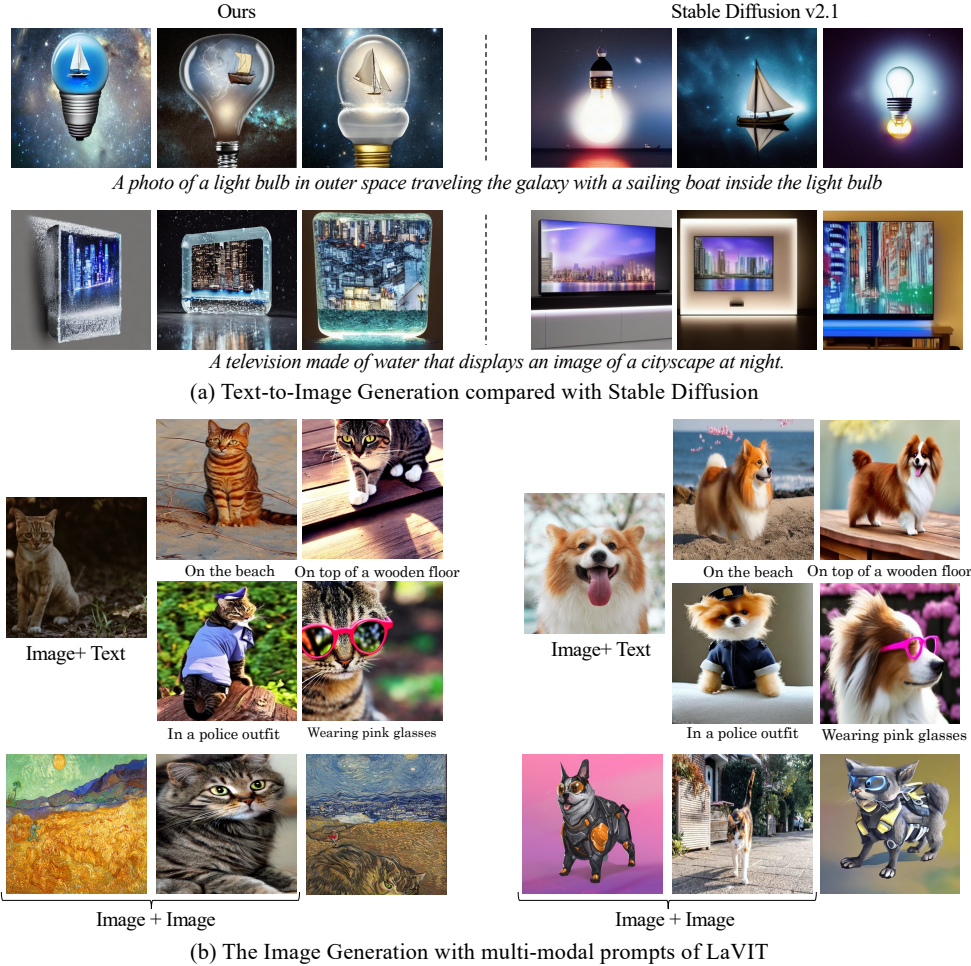 Ours
Stable Diffusion v2.1
A photo of a light bulb in outer space traveling the galaxy with a sailing boat inside the light bulb
A television made of water that displays an image of a cityscape at night.
(a) Text-to-Image Generation compared with Stable Diffusion
On the beach
On top of a wooden floor
Image+ Text
In a police outfit
Wearing pink glasses
On the beach
On top of a wooden floor
Image+ Text
In a police outfit
Wearing pink glasses
Image + Image
Image + Image
(b) The Image Generation with multi-modal prompts of LaVIT